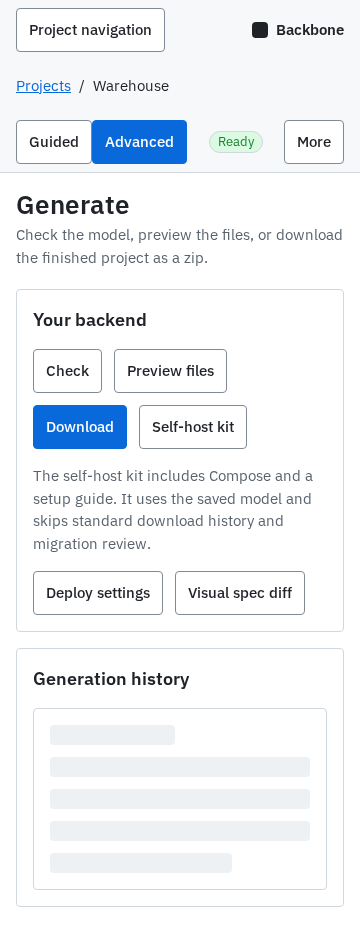 Project navigation
Backbone
Projects / Warehouse
Guided
Advanced
Ready
More
Generate
Check the model, preview the files, or download
the finished project as a zip.
Your backend
Check
Preview files
Download
Self-host kit
The self-host kit includes Compose and a
setup guide. It uses the saved model and
skips standard download history and
migration review.
Deploy settings
Visual spec diff
Generation history